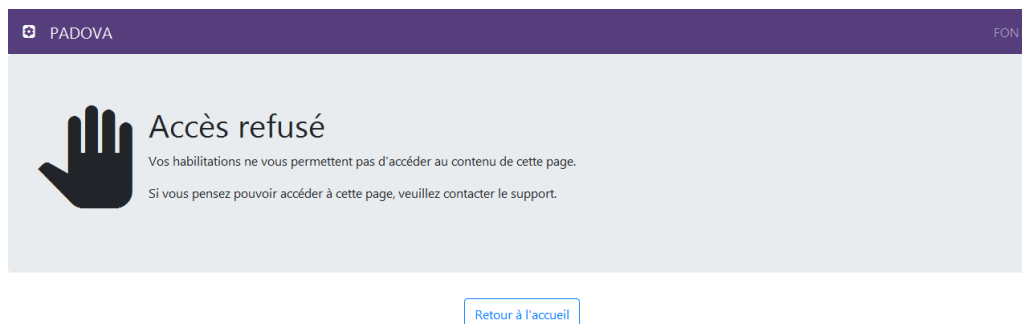 PADOVA
FON
Accès refusé
Vos habilitations ne vous permettent pas d'accéder au contenu de cette page.
Si vous pensez pouvoir accéder à cette page, veuillez contacter le support.
Retour à l'accueil